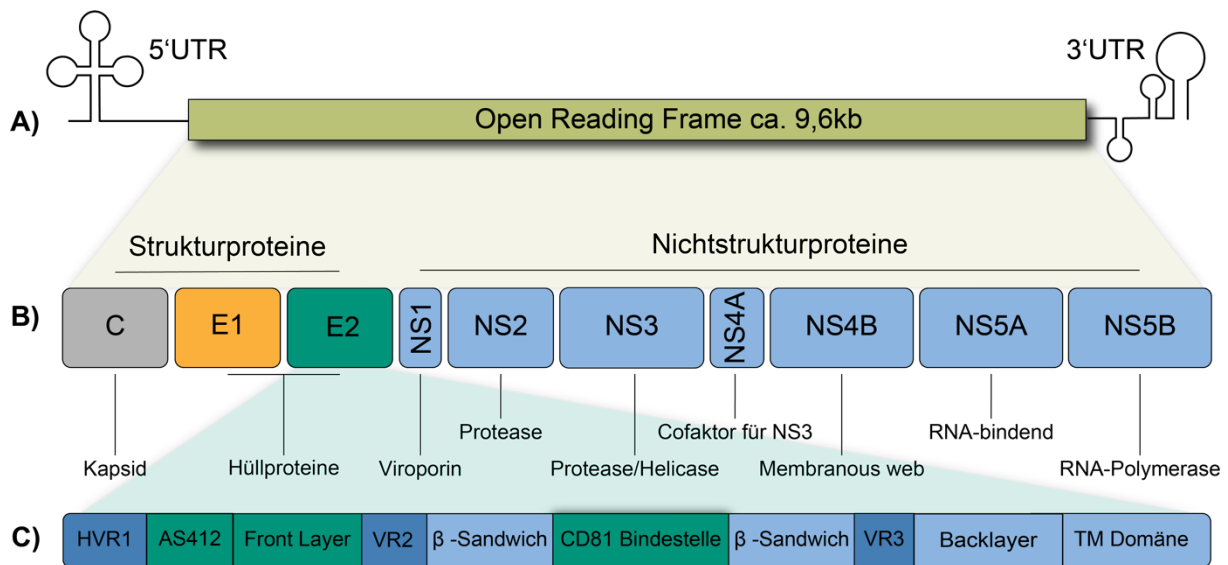 5‘UTR
3‘UTR
A)
Open Reading Frame ca. 9,6kb
Strukturproteine
Nichtstrukturproteine
B)
C
E1
E2
NS1
NS2
NS3
NS4A
NS4B
NS5A
NS5B
Protease
Cofaktor für NS3
RNA-bindend
Kapsid
Hüllproteine
Viroporin
Protease/Helicase
Membranous web
RNA-Polymerase
C)
HVR1
AS412
Front Layer
VR2
β -Sandwich
CD81 Bindestelle
β -Sandwich
VR3
Backlayer
TM Domäne